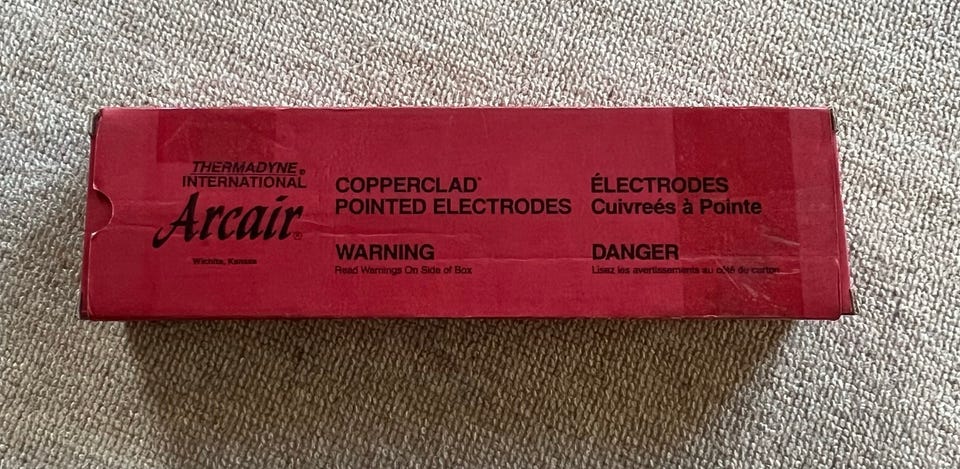 THERMADYNE®
INTERNATIONAL
Arcair®
Wichita, Kansas
COPPERCLAD®
POINTED ELECTRODES
WARNING
Read Warnings On Side of Box
ÉLECTRODES
Cuivreés à Pointe
DANGER
Lisez les avertissements au côté de carton